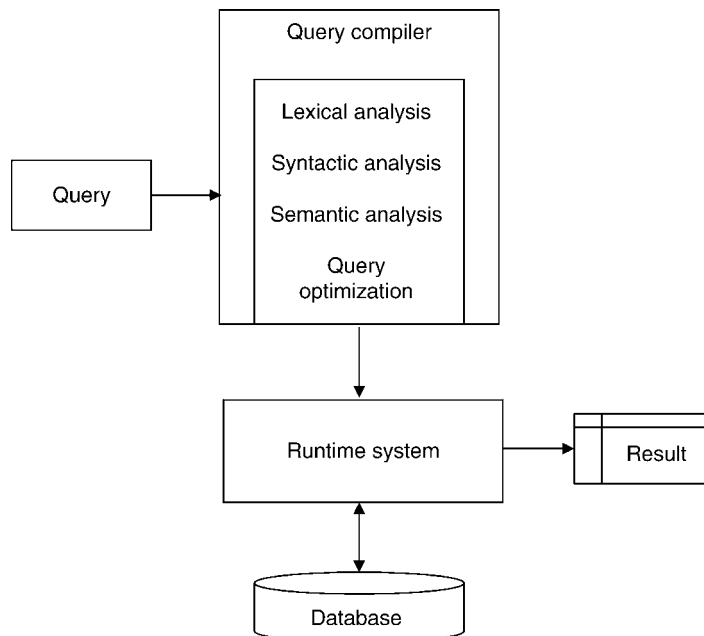 Query compiler
Lexical analysis
Syntactic analysis
Query
Semantic analysis
Query
optimization
Runtime system
Result
Database